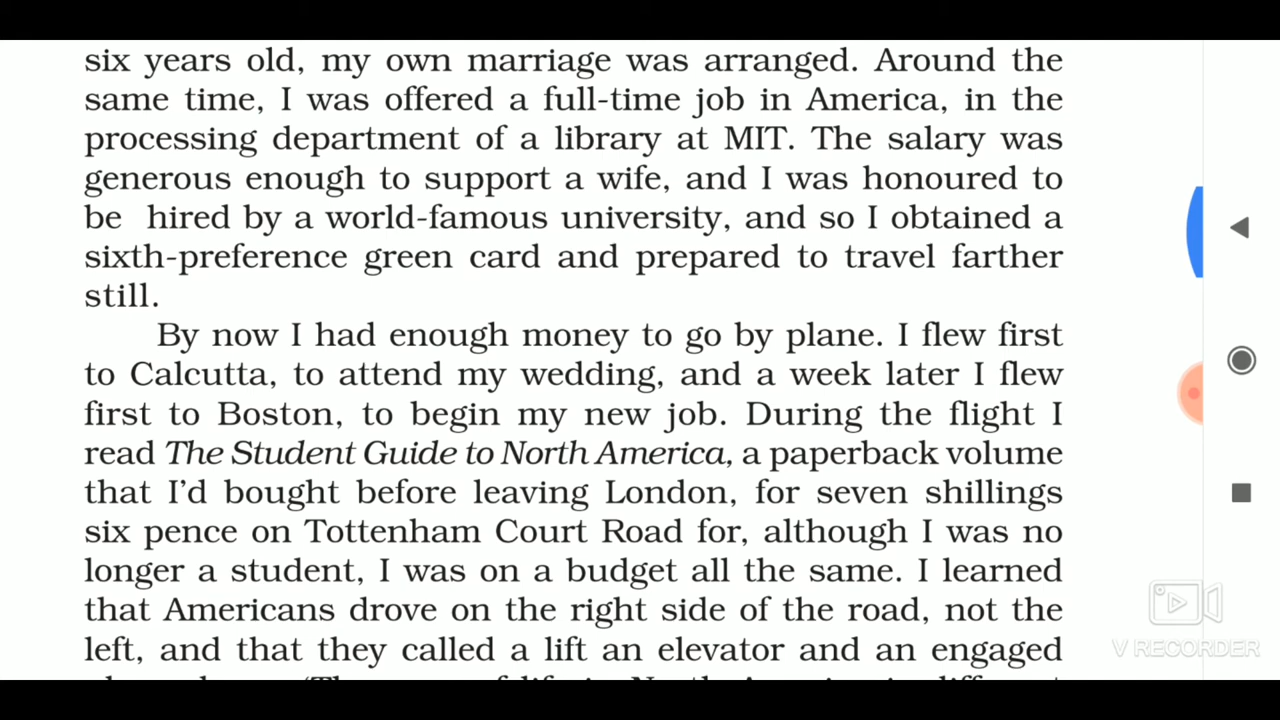 six years old, my own marriage was arranged. Around the
same time, I was offered a full-time job in America, in the
processing department of a library at MIT. The salary was
generous enough to support a wife, and I was honoured to
be hired by a world-famous university, and so I obtained a
sixth-preference green card and prepared to travel farther
still.
By now I had enough money to go by plane. I flew first
to Calcutta, to attend my wedding, and a week later I flew
first to Boston, to begin my new job. During the flight I
read The Student Guide to North America, a paperback volume
that I'd bought before leaving London, for seven shillings
six pence on Tottenham Court Road for, although I was no
longer a student, I was on a budget all the same. I learned
that Americans drove on the right side of the road, not the
left, and that they called a lift an elevator and an engaged
V RECORDER